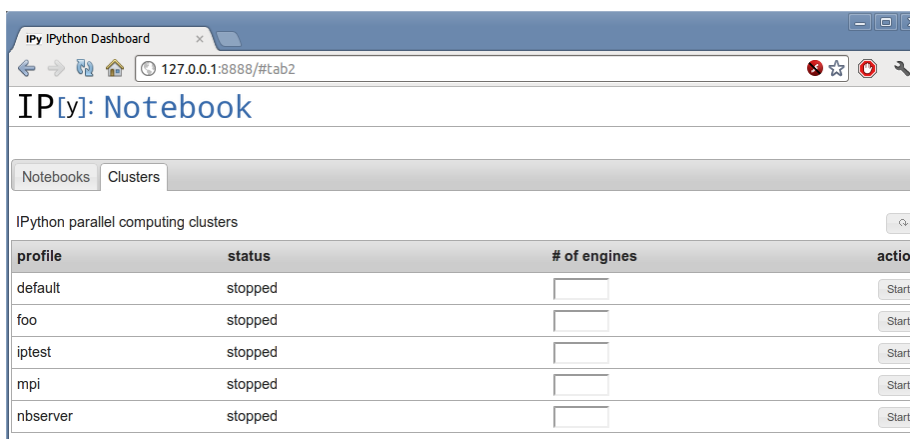 IPy IPython Dashboard
127.0.0.1:8888/#tab2
IP[y]: Notebook
Notebooks Clusters
IPython parallel computing clusters
profile status # of engines actio
default stopped Start
foo stopped Start
iptest stopped Start
mpi stopped Start
nbserver stopped Start